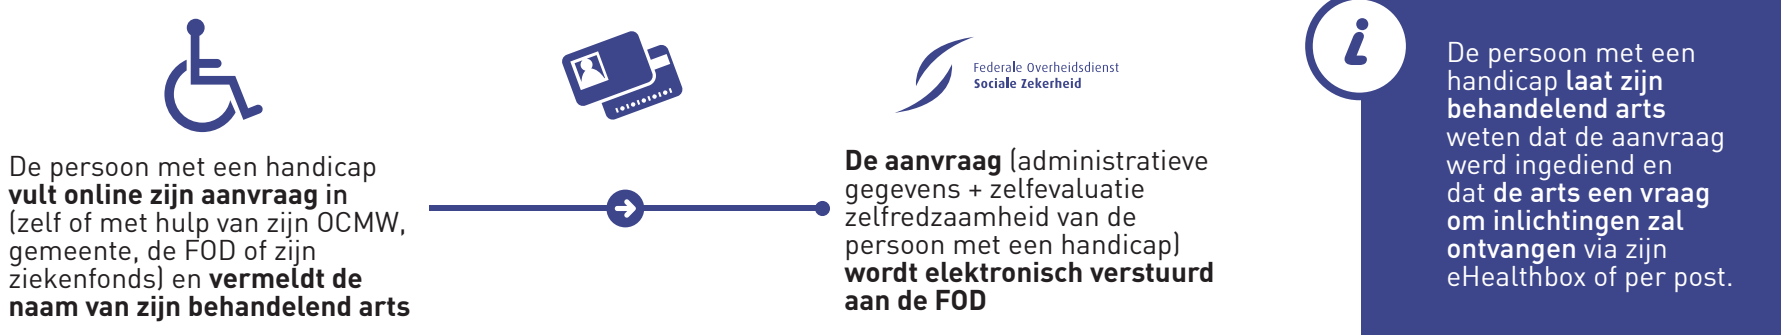 De persoon met een handicap
vult online zijn aanvraag in
(zelf of met hulp van zijn OCMW,
gemeente, de FOD of zijn
ziekenfonds) en vermeldt de
naam van zijn behandelend arts
Federale Overheidsdienst
Sociale Zekerheid
De aanvraag (administratieve
gegevens + zelfevaluatie
zelfredzaamheid van de
persoon met een handicap)
wordt elektronisch verstuurd
aan de FOD
i
De persoon met een
handicap laat zijn
behandelend arts
weten dat de aanvraag
werd ingediend en
dat de arts een vraag
om inlichtingen zal
ontvangen via zijn
eHealthbox of per post.